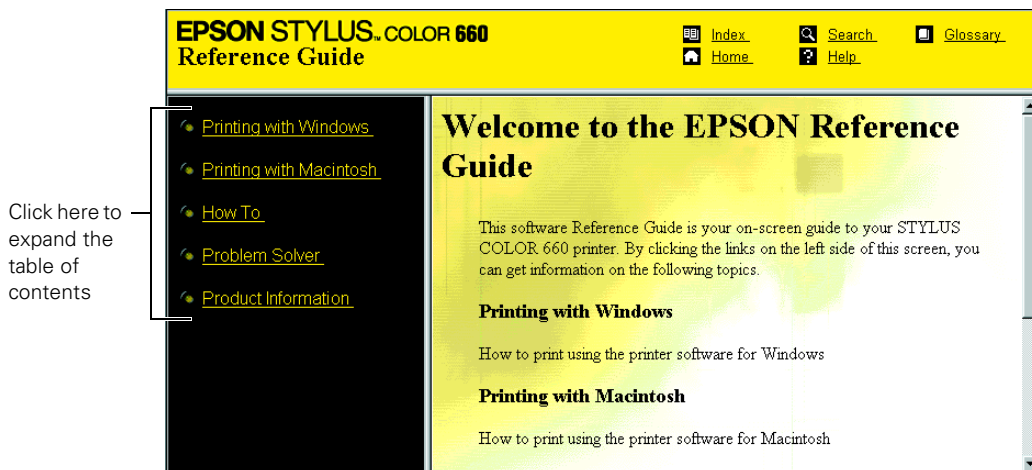 EPSON STYLUS™ COLOR 660
Reference Guide
Index
Search
Glossary
Home
Help
Click here to
expand the
table of
contents
Printing with Windows
Printing with Macintosh
How To
Problem Solver
Product Information
Welcome to the EPSON Reference
Guide
This software Reference Guide is your on-screen guide to your STYLUS
COLOR 660 printer. By clicking the links on the left side of this screen, you
can get information on the following topics.
Printing with Windows
How to print using the printer software for Windows
Printing with Macintosh
How to print using the printer software for Macintosh